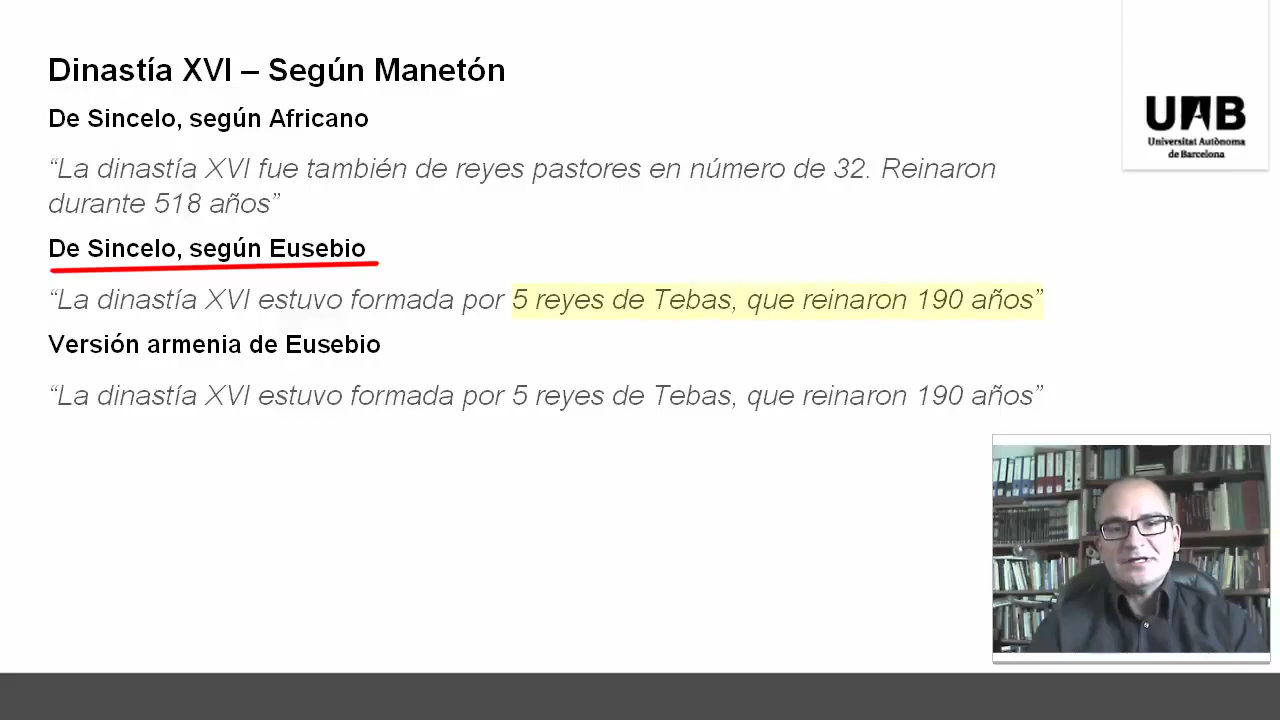 Dinastía XVI – Según Manetón
De Sincelo, según Africano
“La dinastía XVI fue también de reyes pastores en número de 32. Reinaron
durante 518 años”
De Sincelo, según Eusebio
“La dinastía XVI estuvo formada por 5 reyes de Tebas, que reinaron 190 años”
Versión armenia de Eusebio
“La dinastía XVI estuvo formada por 5 reyes de Tebas, que reinaron 190 años”
UAB
Universitat Autònoma
de Barcelona